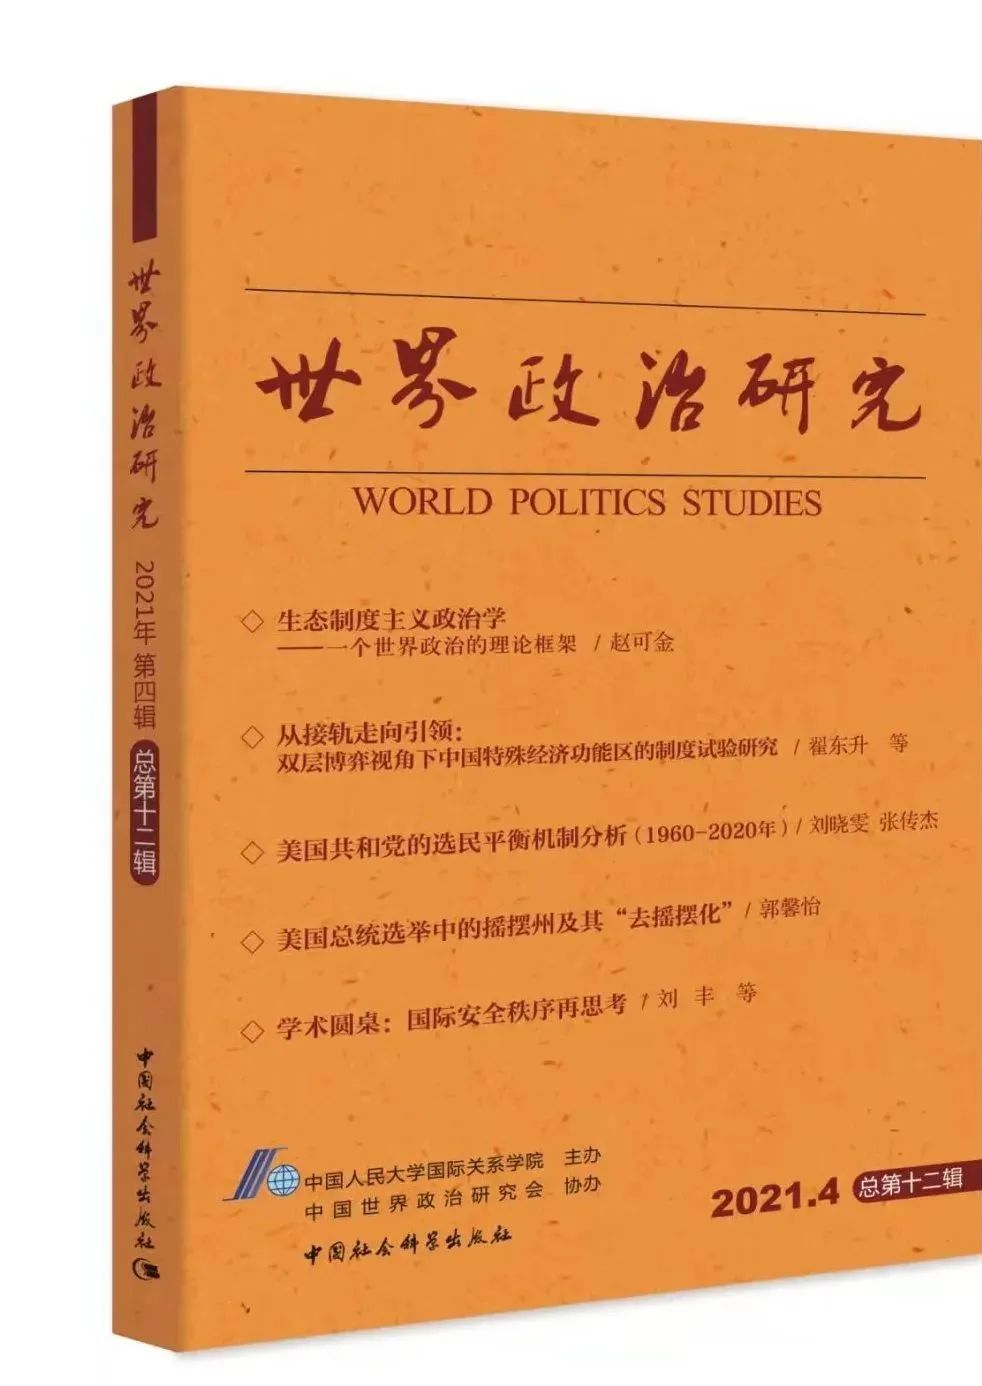 世界政治研究
2021年 第四辑
总第十二辑
中国社会科学出版社
世界政治研究
WORLD POLITICS STUDIES
◇ 生态制度主义政治学
——一个世界政治的理论框架 / 赵可金
◇ 从接轨走向引领：
双层博弈视角下中国特殊经济功能区的制度试验研究 / 翟东升 等
◇ 美国共和党的选民平衡机制分析（1960-2020年）/ 刘晓雯 张传杰
◇ 美国总统选举中的摇摆州及其“去摇摆化” / 郭馨怡
◇ 学术圆桌：国际安全秩序再思考 / 刘 丰 等
中国人民大学国际关系学院 主办
中国世界政治研究会 协办
中国社会科学出版社
2021.4 总第十二辑